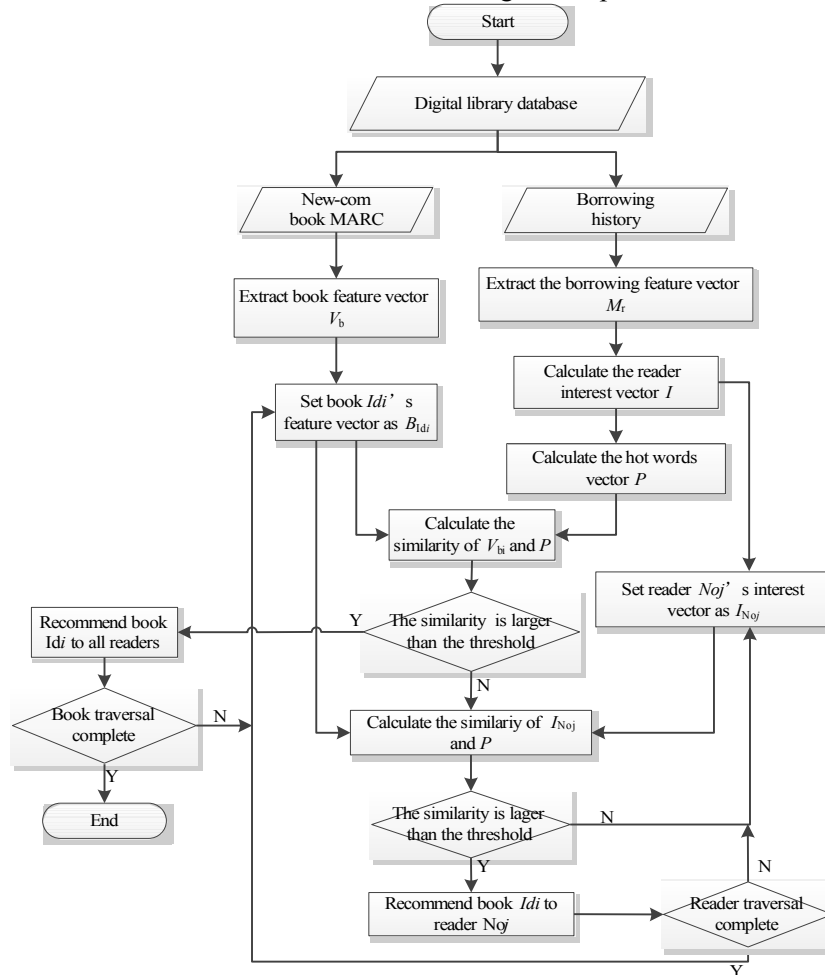 Start
Digital library database
New-com
book MARC
Borrowing
history
Extract book feature vector
Vb
Extract the borrowing feature vector
Mr
Calculate the reader
interest vector I
Set book Idi’ s
feature vector as BIdi
Calculate the hot words
vector P
Calculate the
similarity of Vbi and P
Set reader Noj’ s interest
vector as INoj
Recommend book
Idi to all readers
Y
The similarity is larger
than the threshold
N
Book traversal
complete
N
Calculate the similariy of INoj
and P
Y
End
The similarity is lager
than the threshold
N
Y
N
Recommend book Idi to
reader Noj
Reader traversal
complete
Y